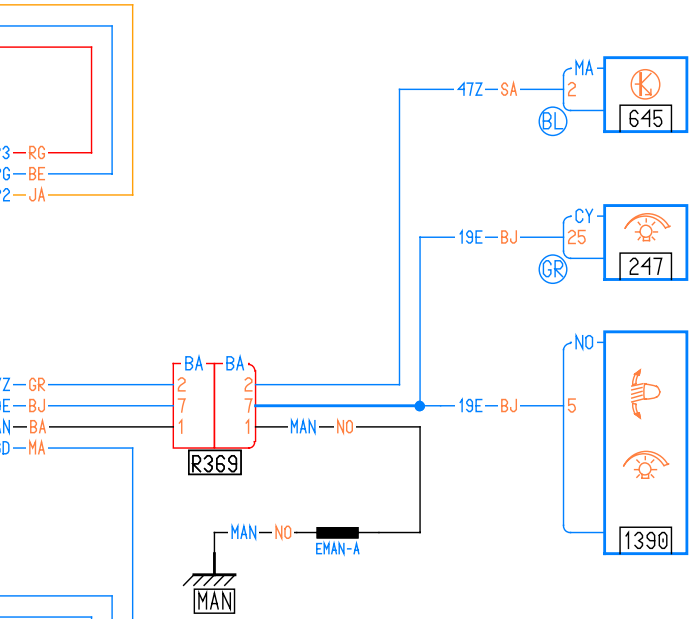 MA
47Z SA 2
BL 645
3 RG
G BE
2 JA
CY
19E BJ 25
GR 247
NO
BA BA
Z GR 2 2
E BJ 7 7 19E BJ 5
N BA 1 1 MAN NO
D MA
R369
MAN NO
EMAN-A
1390
MAN